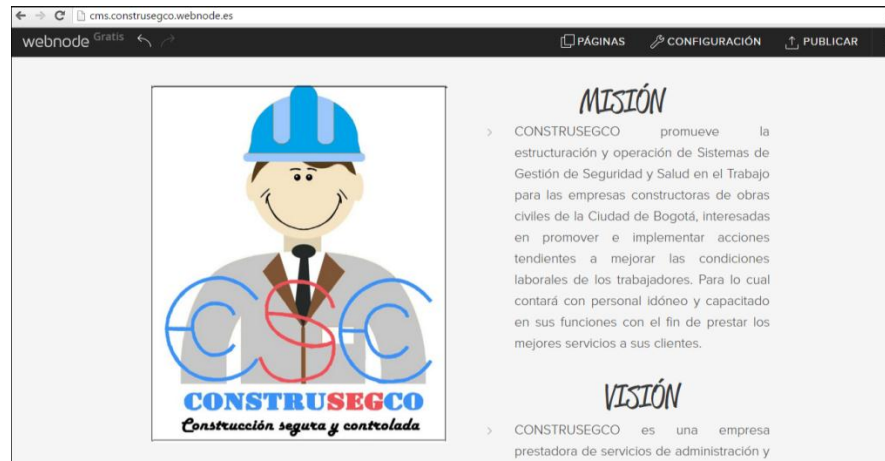 cms.construsegco.webnode.es
webnode Gratis
PÁGINAS
CONFIGURACIÓN
PUBLICAR
CSC
CONSTRUSEGCO
Construcción segura y controlada
MISIÓN
CONSTRUSEGCO promueve la
estructuración y operación de Sistemas de
Gestión de Seguridad y Salud en el Trabajo
para las empresas constructoras de obras
civiles de la Ciudad de Bogotá, interesadas
en promover e implementar acciones
tendientes a mejorar las condiciones
laborales de los trabajadores. Para lo cual
contará con personal idóneo y capacitado
en sus funciones con el fin de prestar los
mejores servicios a sus clientes.
VISIÓN
CONSTRUSEGCO es una empresa
prestadora de servicios de administración y